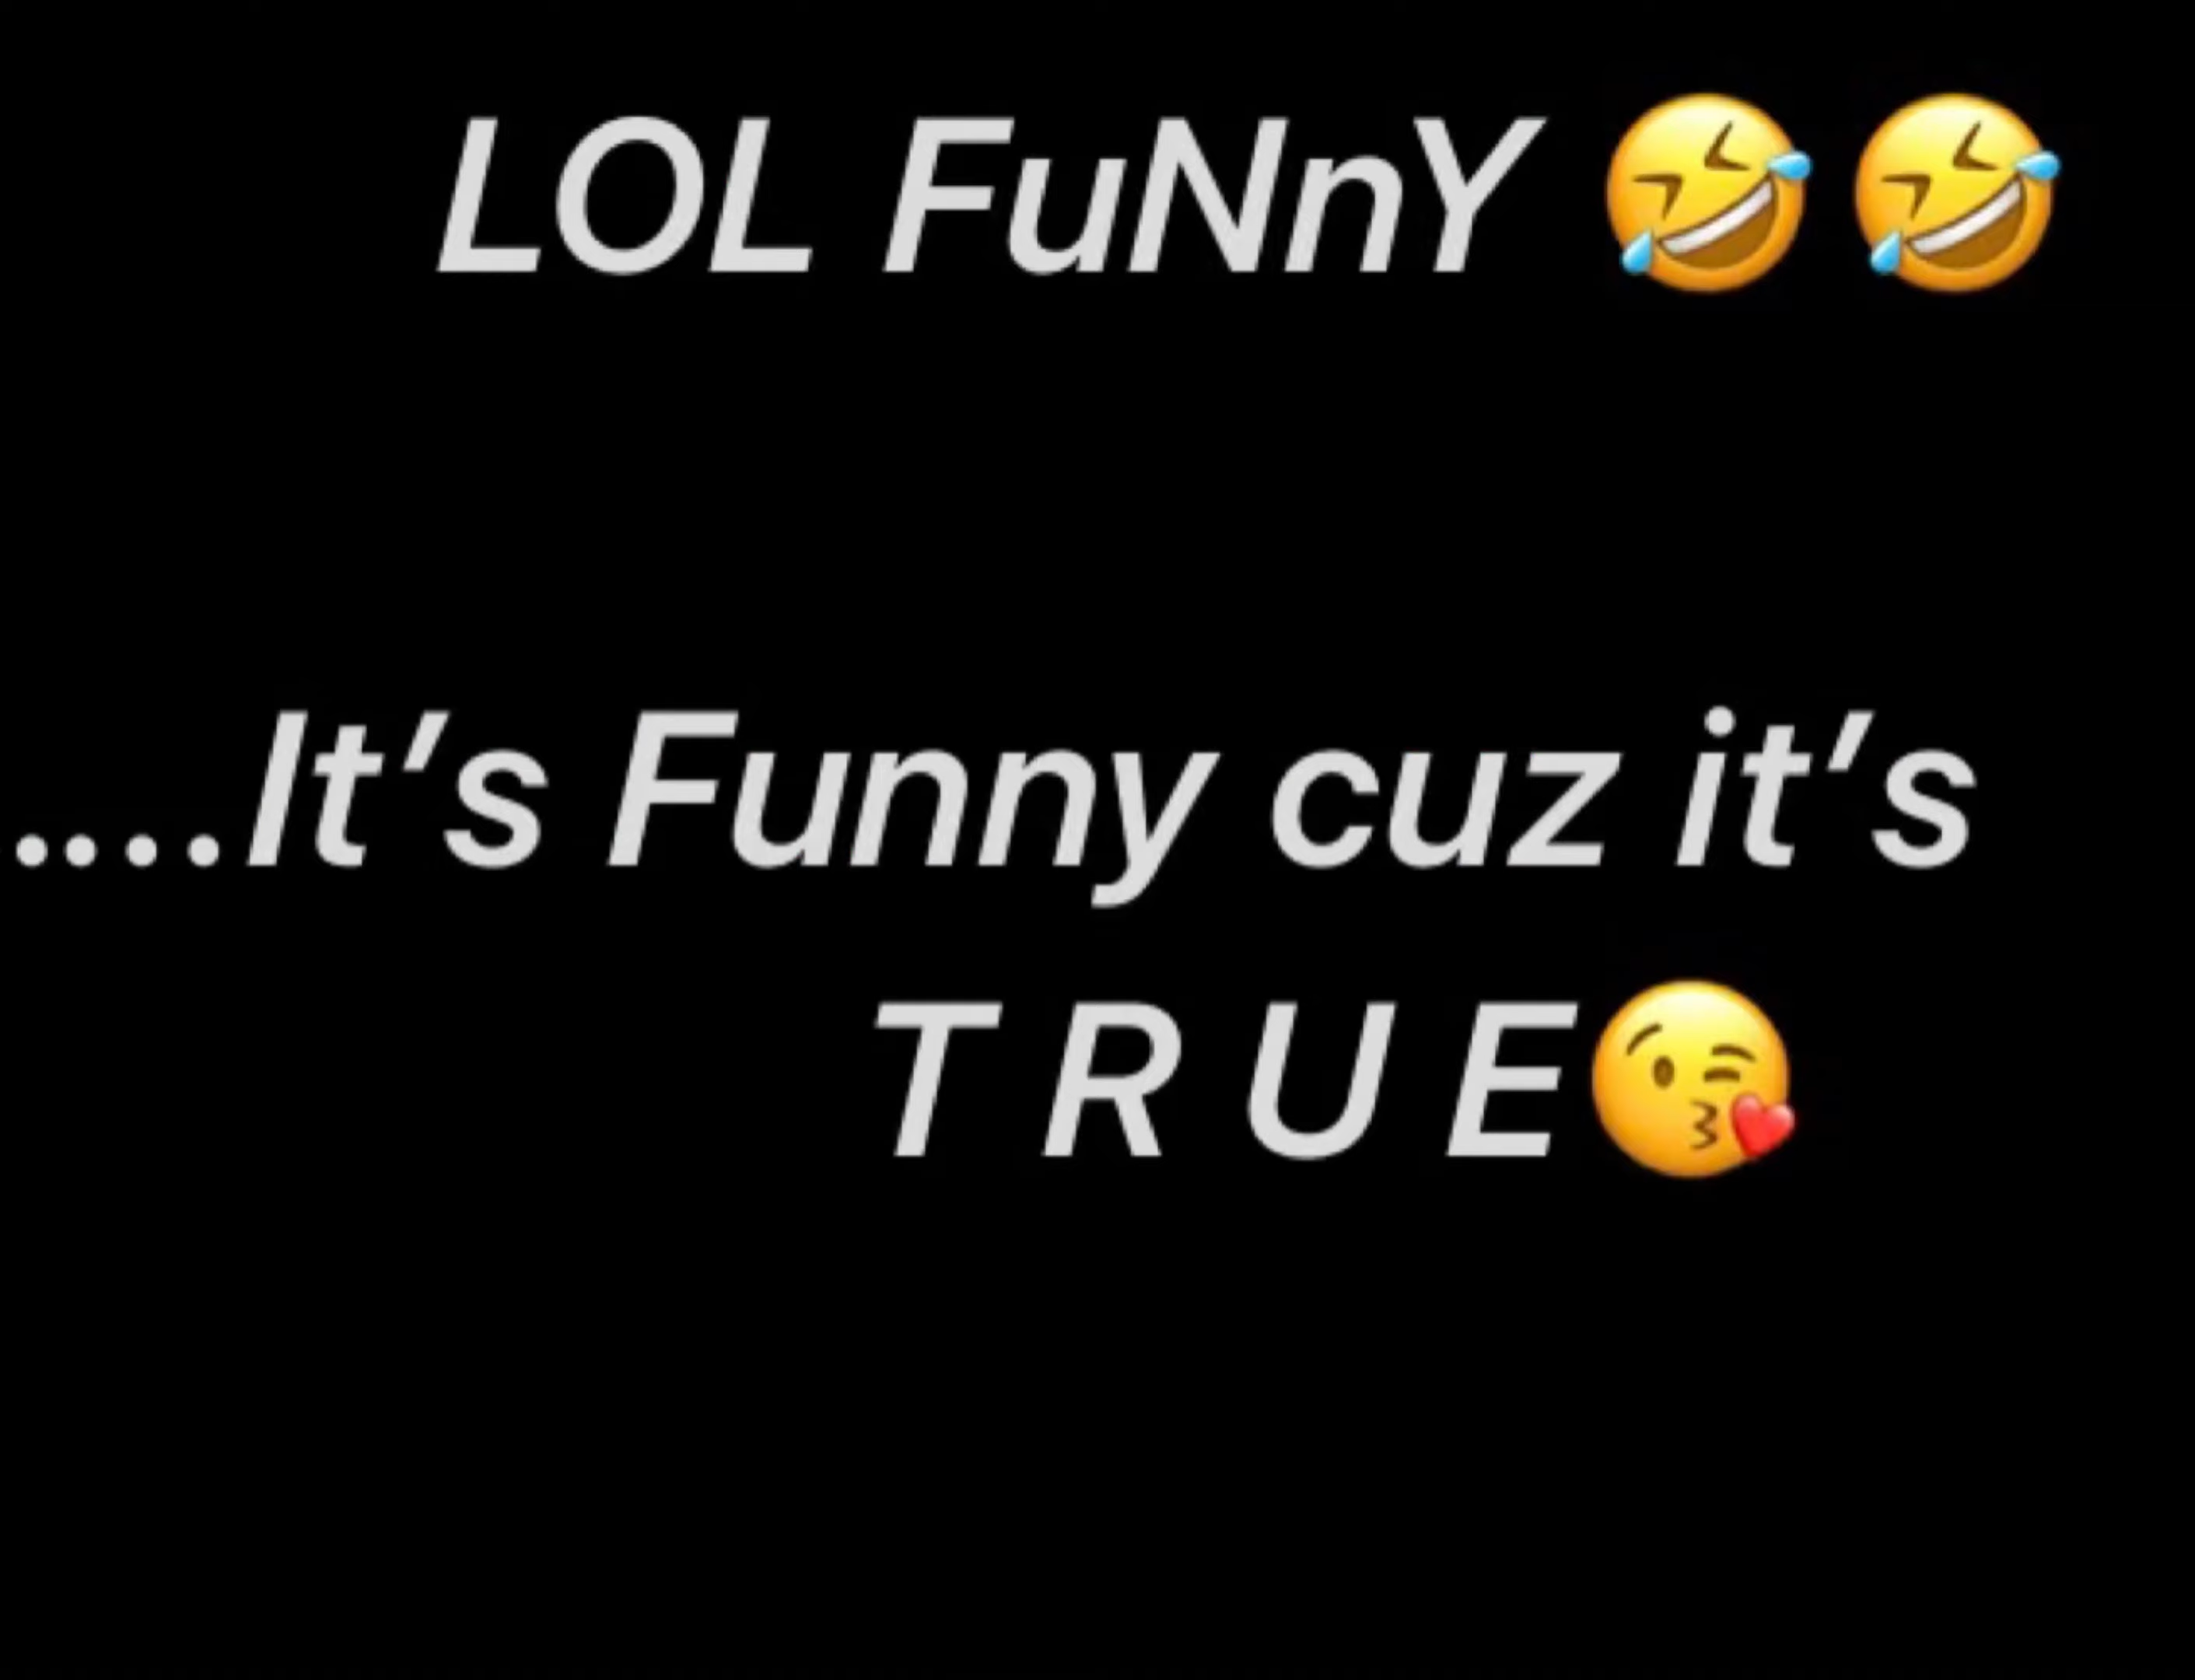 LOL FuNnY 🤣 🤣
....It's Funny cuz it's
T R U E😘